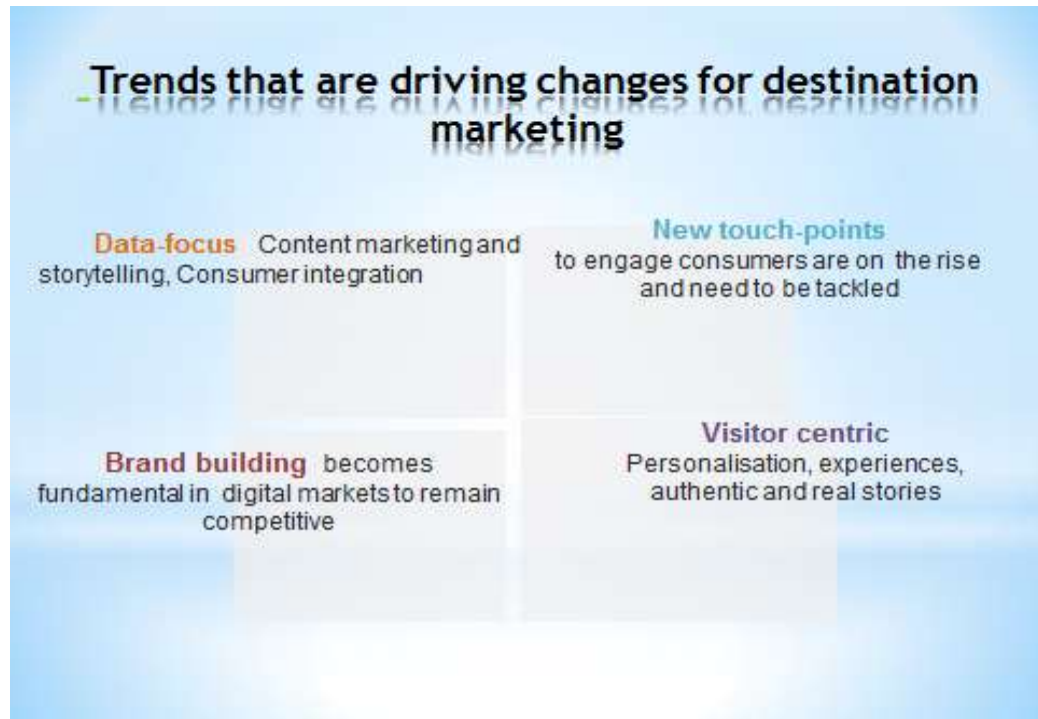 Trends that are driving changes for destination
marketing
Data-focus Content marketing and
storytelling, Consumer integration
New touch-points
to engage consumers are on the rise
and need to be tackled
Brand building becomes
fundamental in digital markets to remain
competitive
Visitor centric
Personalisation, experiences,
authentic and real stories